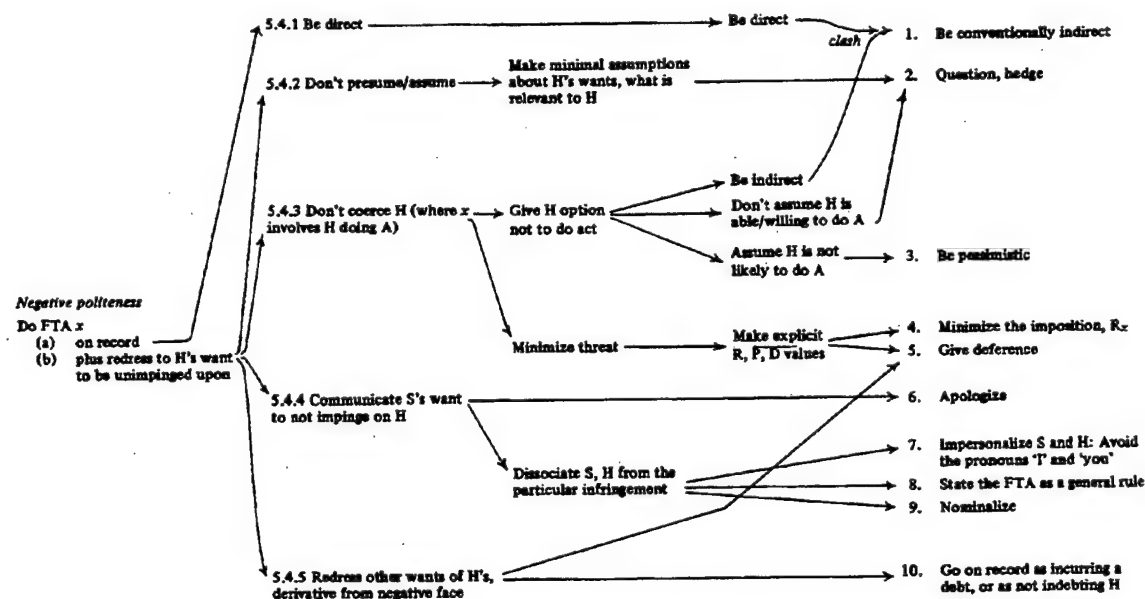 5.4.1 Be direct
Be direct
clash
1. Be conventionally indirect
5.4.2 Don't presume/assume
Make minimal assumptions
about H's wants, what is
relevant to H
2. Question, hedge
Be indirect
5.4.3 Don't coerce H (where x
involves H doing A)
Give H option
not to do act
Don't assume H is
able/willing to do A
Assume H is not
likely to do A
3. Be pessimistic
Negative politeness
Do FTA x
(a) on record
(b) plus redress to H's want
to be unimpinged upon
Minimize threat
Make explicit
R, P, D values
4. Minimize the imposition, Rx
5. Give deference
5.4.4 Communicate S's want
to not impinge on H
6. Apologize
Dissociate S, H from the
particular infringement
7. Impersonalize S and H: Avoid
the pronouns 'I' and 'you'
8. State the FTA as a general rule
9. Nominalize
5.4.5 Redress other wants of H's,
derivative from negative face
10. Go on record as incurring a
debt, or as not indebting H